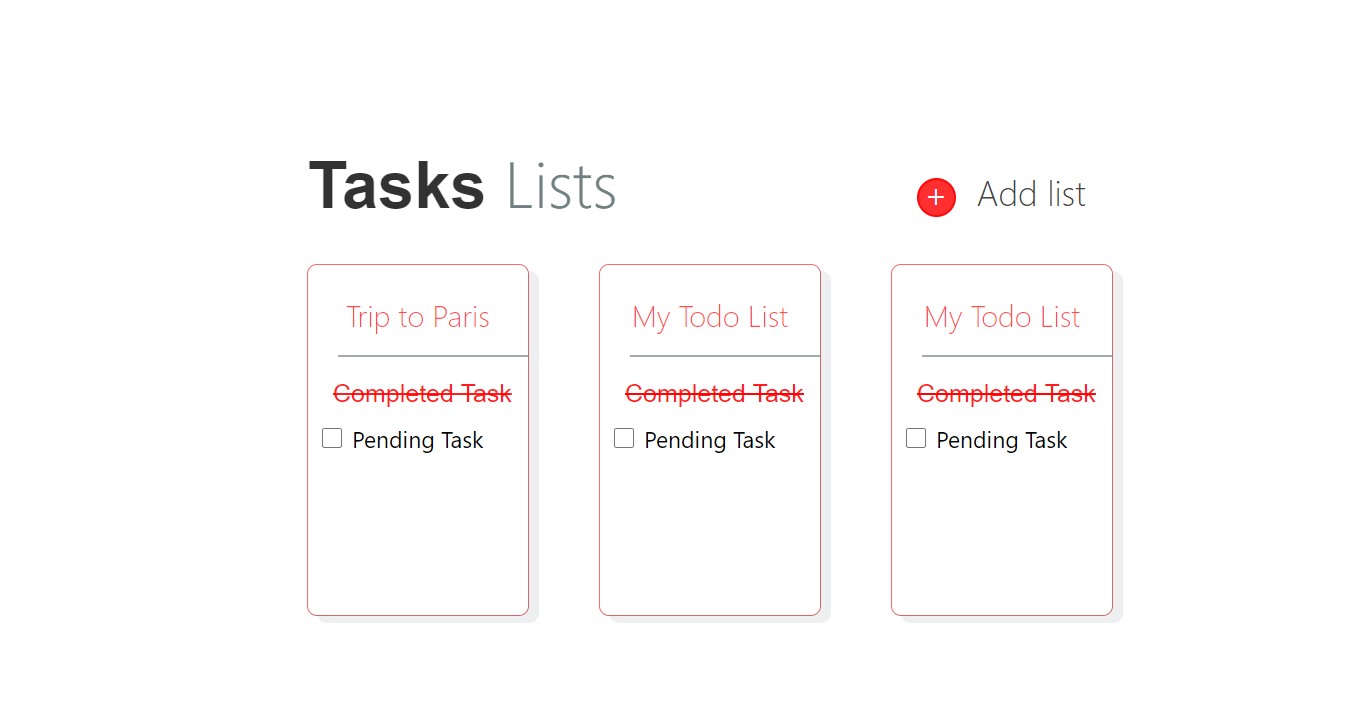 Tasks Lists
+ Add list
Trip to Paris
Completed Task
Pending Task
My Todo List
Completed Task
Pending Task
My Todo List
Completed Task
Pending Task